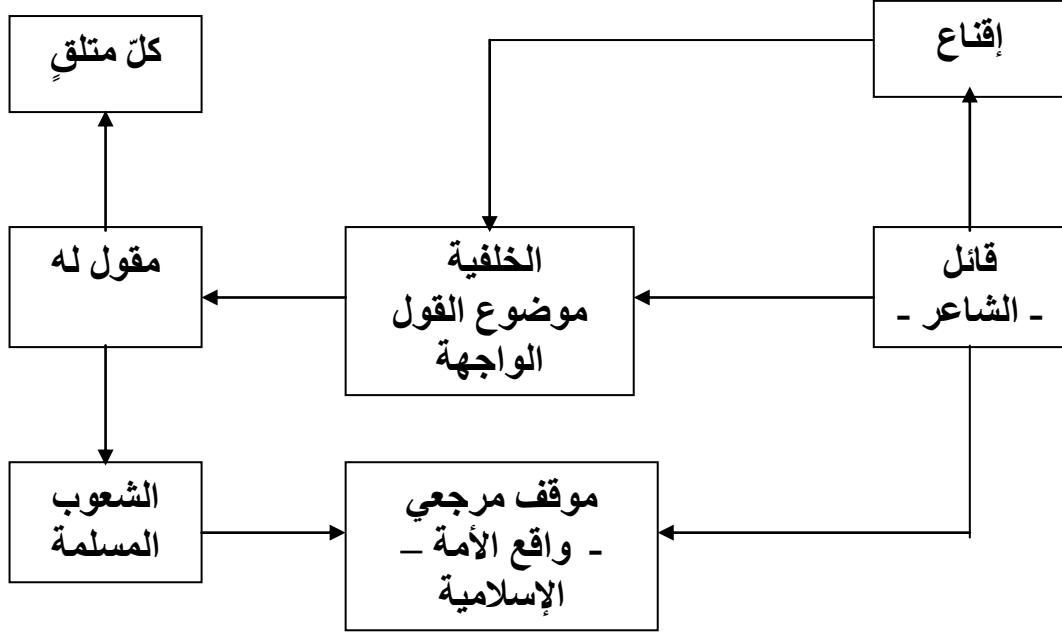 إقناع
كلّ متلقٍ
قائل
- الشاعر -
الخلفية
موضوع القول
الواجهة
مقول له
موقف مرجعي
- واقع الأمة –
الإسلامية
الشعوب
المسلمة